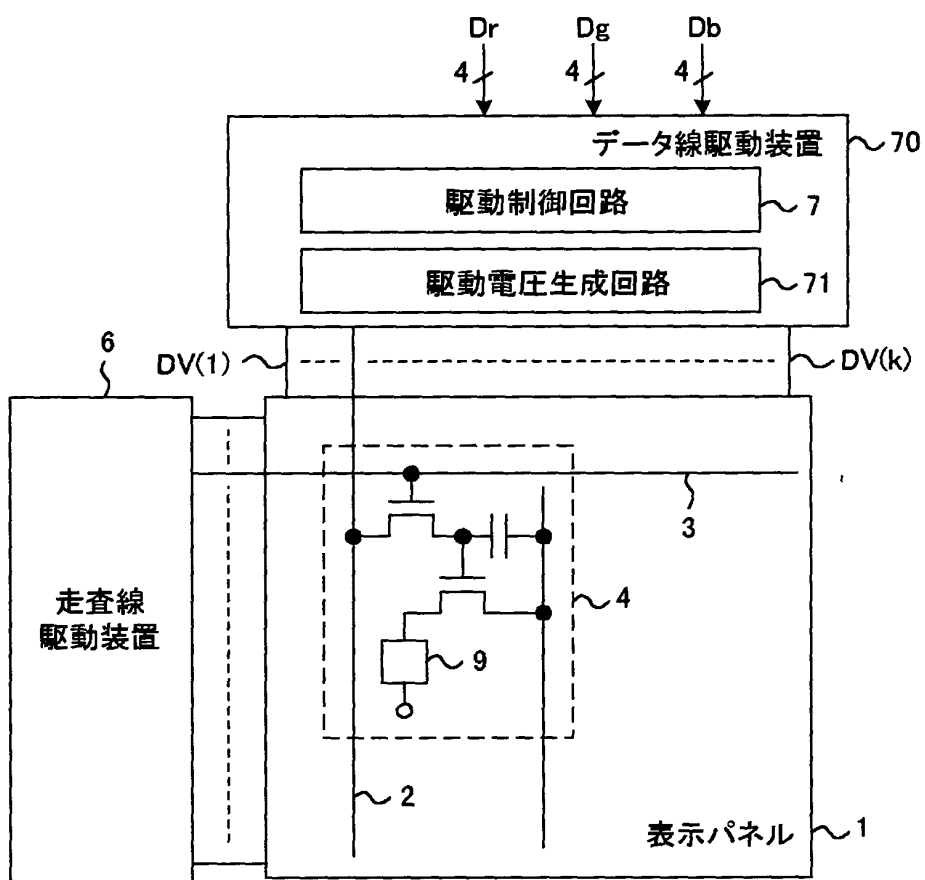 Dr Dg Db
4 4 4
データ線駆動装置 70
駆動制御回路 7
駆動電圧生成回路 71
6 DV(1) DV(k)
3
走査線
駆動装置
4
9
2
表示パネル 1